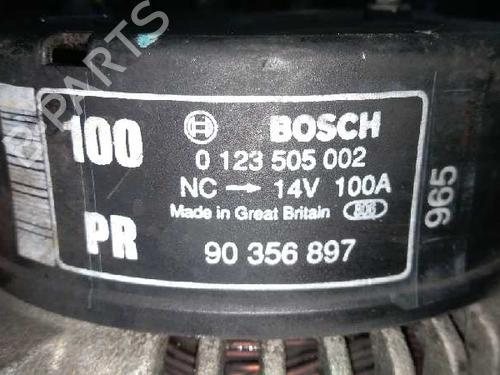 100
BOSCH
0 123 505 002
NC → 14V 100A
Made in Great Britain
PR
90 356 897
965
PARTS